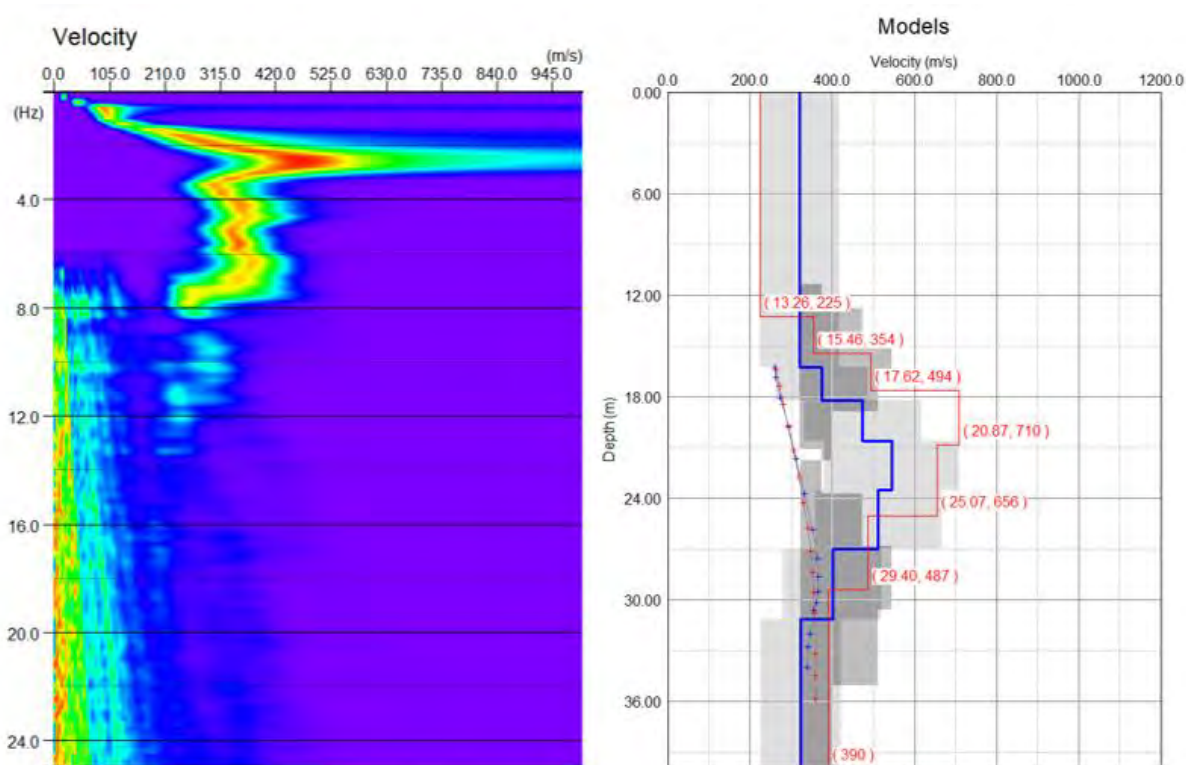 Velocity
(m/s)
0.0 105.0 210.0 315.0 420.0 525.0 630.0 735.0 840.0 945.0
(Hz)
4.0
8.0
12.0
16.0
20.0
24.0
Models
Velocity (m/s)
0.0 200.0 400.0 600.0 800.0 1000.0 1200.0
0.00
6.00
12.00
18.00
24.00
30.00
36.00
Depth (m)
( 13.26, 225 )
( 15.46, 354 )
( 17.62, 494 )
( 20.87, 710 )
( 25.07, 656 )
( 29.40, 487 )
( 390 )